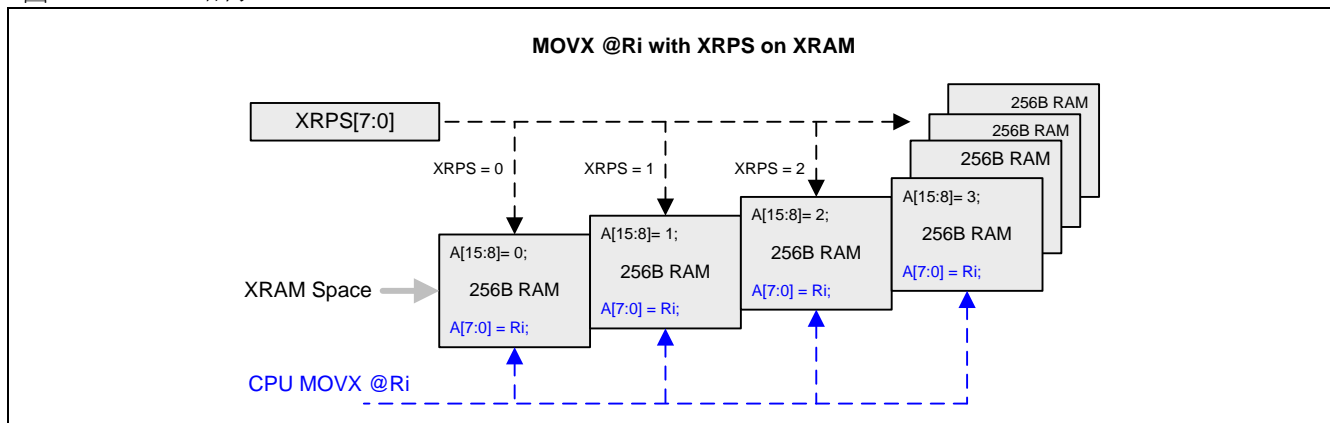 MOVX @Ri with XRPS on XRAM
XRPS[7:0]
256B RAM
256B RAM
256B RAM
XRPS = 0
XRPS = 1
XRPS = 2
A[15:8]= 3;
256B RAM
A[7:0] = Ri;
A[15:8]= 2;
256B RAM
A[7:0] = Ri;
A[15:8]= 1;
256B RAM
A[7:0] = Ri;
A[15:8]= 0;
256B RAM
A[7:0] = Ri;
XRAM Space
CPU MOVX @Ri